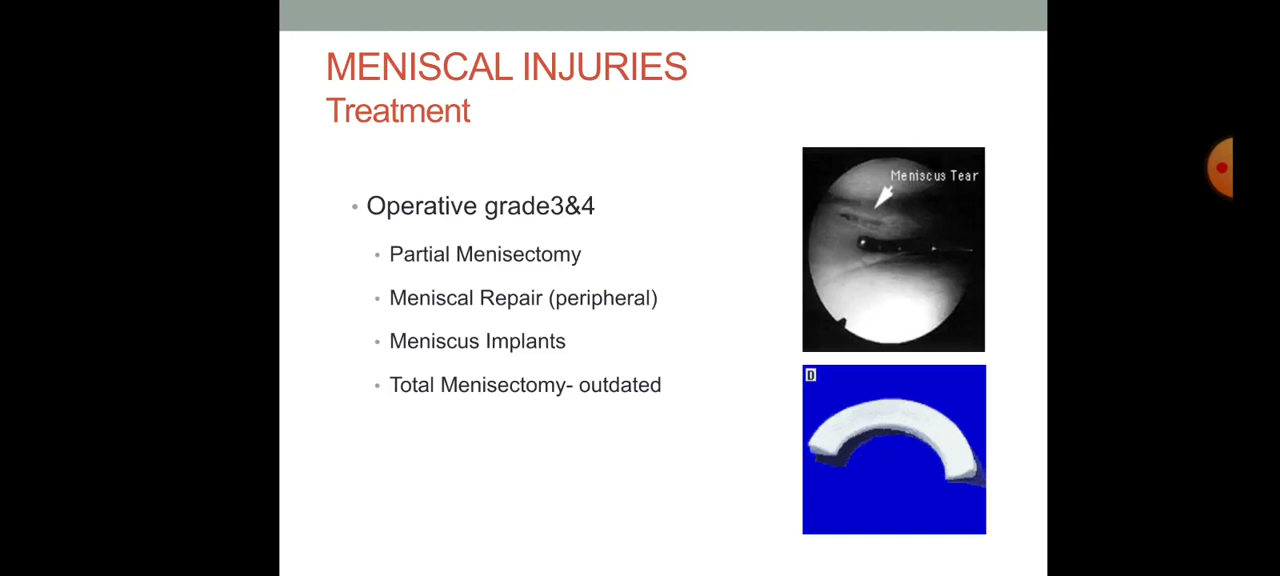 MENISCAL INJURIES
Treatment
• Operative grade3&4
• Partial Menisectomy
• Meniscal Repair (peripheral)
• Meniscus Implants
• Total Menisectomy- outdated
Meniscus Tear
D